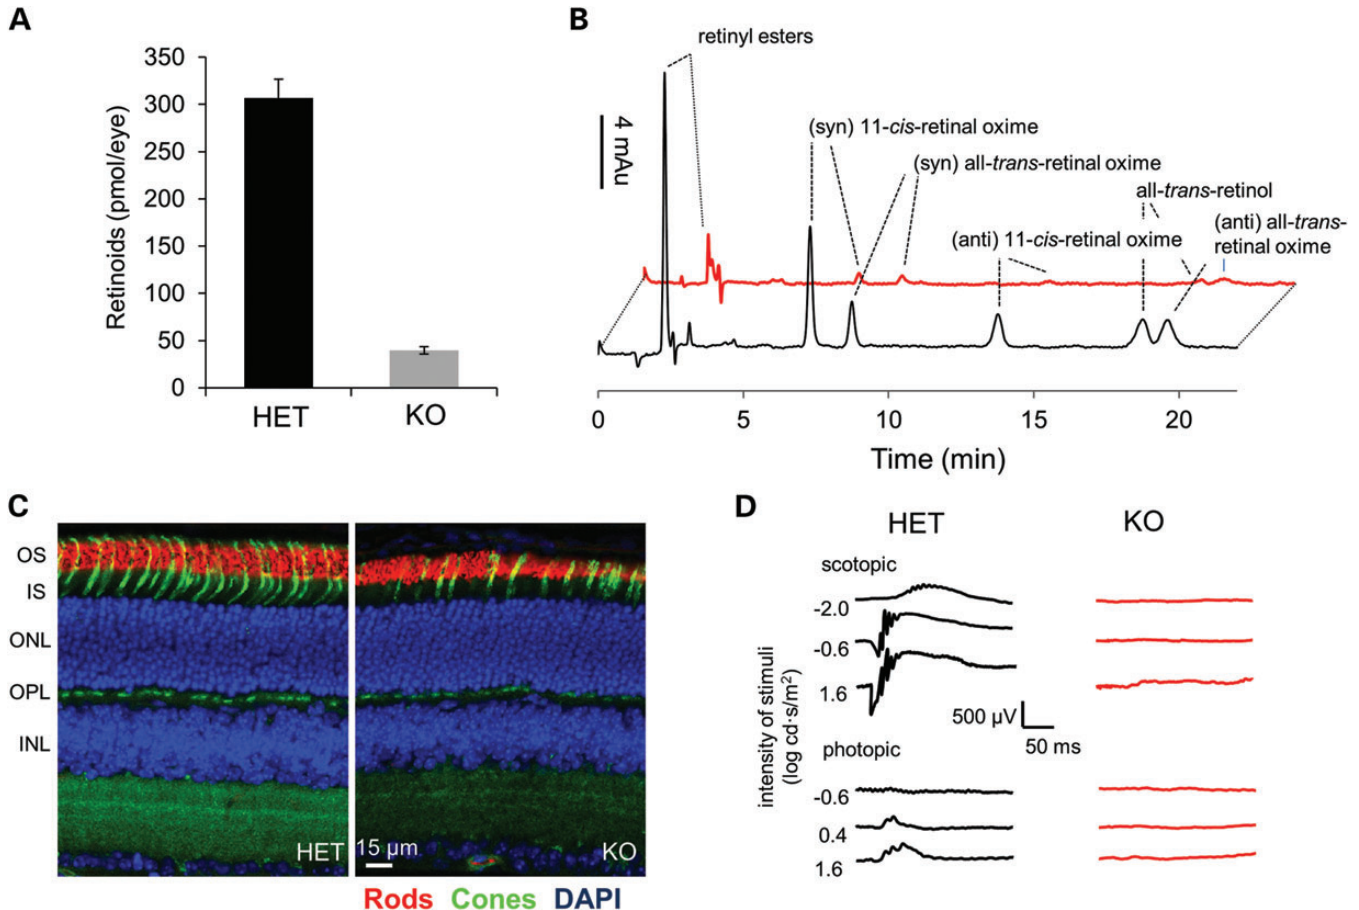 A
Retinoids (pmol/eye)
350
300
250
200
150
100
50
0
HET
KO
B
retinyl esters
4 mAu
(syn) 11-cis-retinal oxime
(syn) all-trans-retinal oxime
all-trans-retinol
(anti) 11-cis-retinal oxime
(anti) all-trans-
retinal oxime
0
5
10
15
20
Time (min)
C
OS
IS
ONL
OPL
INL
HET
15 µm
KO
Rods Cones DAPI
D
HET
KO
scotopic
-2.0
-0.6
1.6
500 µV
50 ms
intensity of stimuli
(log cd·s/m²)
photopic
-0.6
0.4
1.6